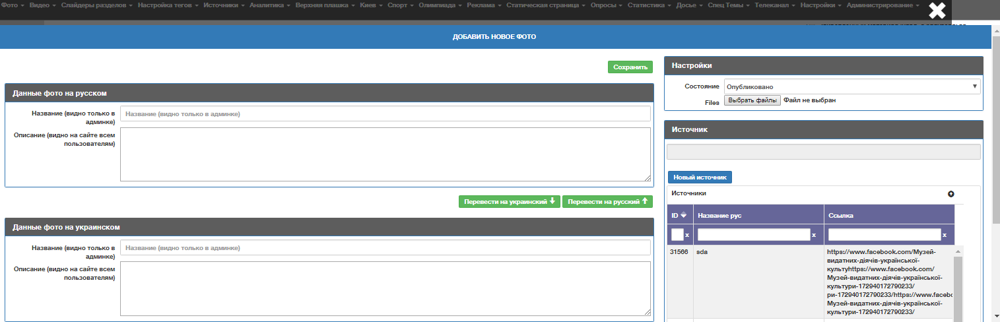 Фото Видео Слайдеры разделов Настройка тегов Источники Аналитика Верхняя плашка Киев Спорт Олимпиада Реклама Статическая страница Опросы Статистика Досье Спец Темы Телеканал Настройки Администрирование
ДОБАВИТЬ НОВОЕ ФОТО
Сохранить
Данные фото на русском
Название (видно только в
админке)
Название (видно только в админке)
Описание (видно на сайте всем
пользователям)
Перевести на украинский
Перевести на русский
Данные фото на украинском
Название (видно только в
админке)
Название (видно только в админке)
Описание (видно на сайте всем
пользователям)
Настройки
Состояние Опубликовано
Files Выбрать файлы Файл не выбран
Источник
Новый источник
Источники
ID Название рус Ссылка
x x x
31566 sda https://www.facebook.com/Музей-
видатних-діячів-української-
культуhttps://www.facebook.com/
Музей-видатних-діячів-української-
культури-172940172790233/
ри-172940172790233/https://www.facebo
Музей-видатних-діячів-української-
культури-172940172790233/